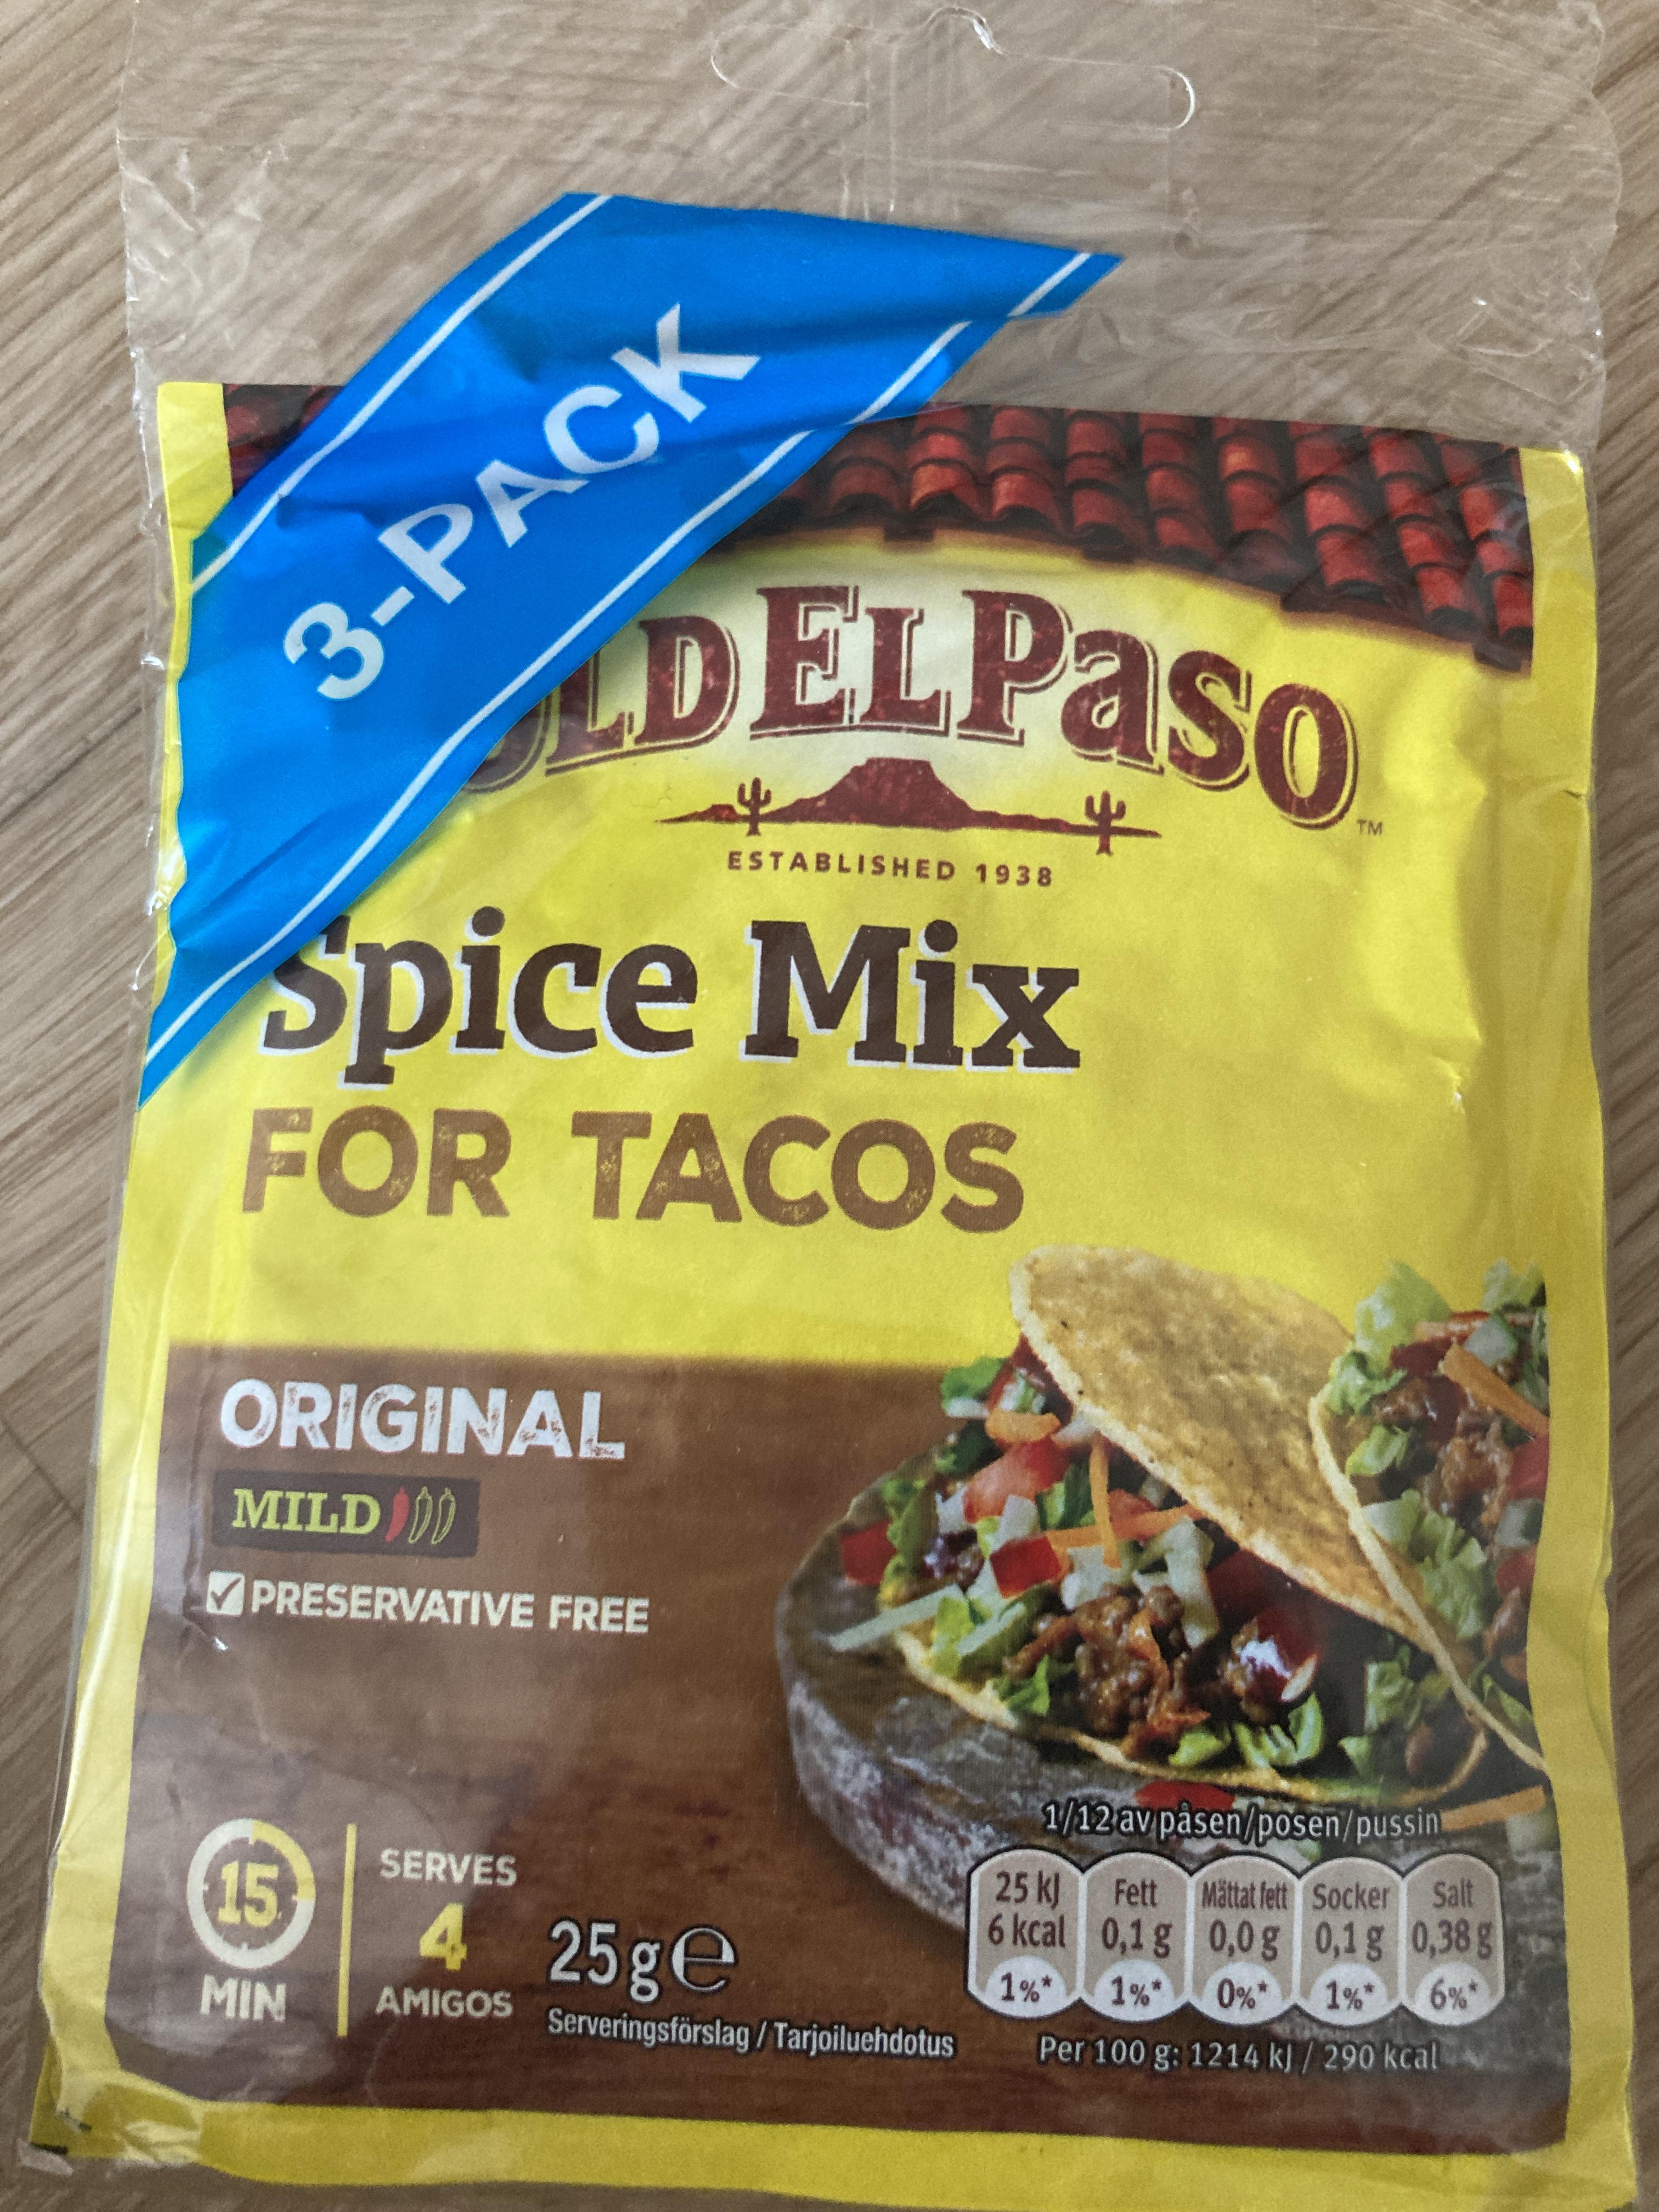 3-PACK
OLD EL PASO
TM
ESTABLISHED 1938
Spice Mix
FOR TACOS
ORIGINAL
MILD
PRESERVATIVE FREE
15
MIN
SERVES
4
AMIGOS
25 g e
Serveringsförslag / Tarjoiluehdotus
1/12 av påsen/posen/pussin
25 kJ
6 kcal
1%*
Fett
0,1 g
1%*
Mättat fett
0,0 g
0%*
Socker
0,1 g
1%*
Salt
0,38 g
6%*
Per 100 g: 1214 kJ / 290 kcal